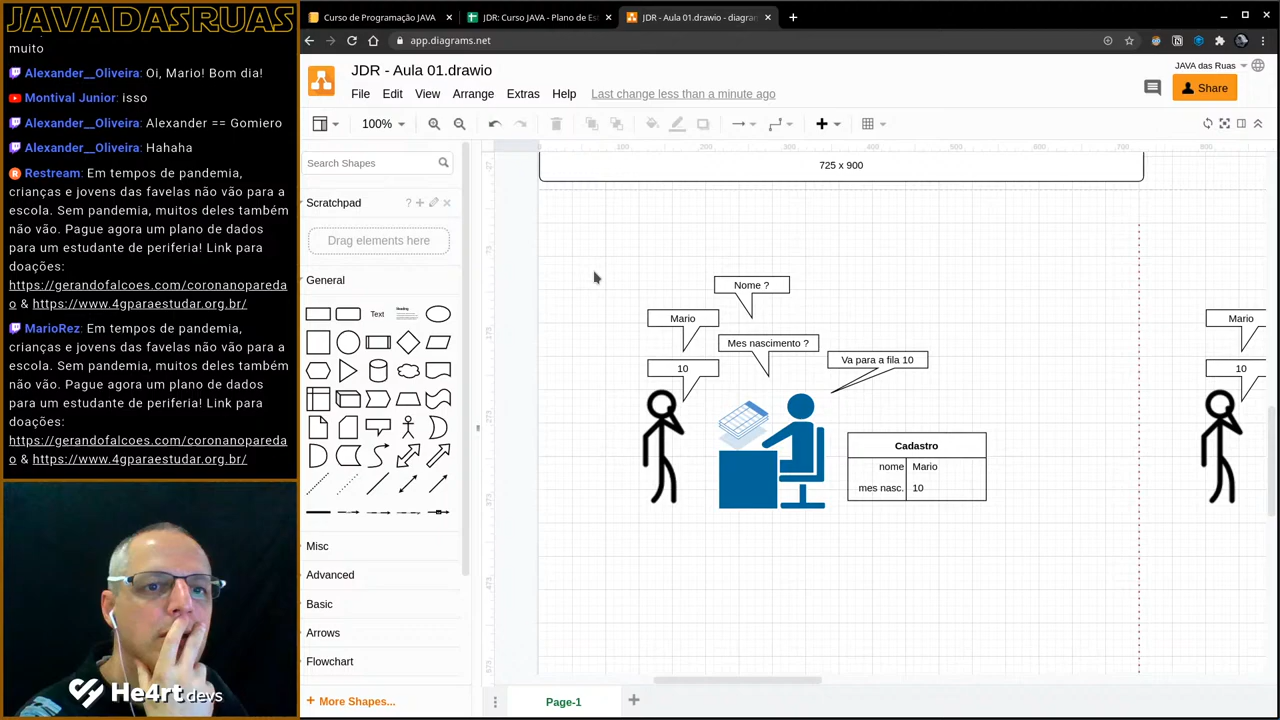 JAVADASRUAS
muito
Alexander__Oliveira: Oi, Mario! Bom dia!
Montival Junior: isso
Alexander__Oliveira: Alexander == Gomiero
Alexander__Oliveira: Hahaha
Restream: Em tempos de pandemia,
crianças e jovens das favelas não vão para a
escola. Sem pandemia, muitos deles também
não vão. Pague agora um plano de dados
para um estudante de periferia! Link para
doações:
https://gerandofalcoes.com/coronanopareda
o & https://www.4gparaestudar.org.br/
MarioRez: Em tempos de pandemia,
crianças e jovens das favelas não vão para a
escola. Sem pandemia, muitos deles também
não vão. Pague agora um plano de dados
para um estudante de periferia! Link para
doações:
https://gerandofalcoes.com/coronanopareda
o & https://www.4gparaestudar.org.br/
He4rt devs
Curso de Programação JAVA
JDR: Curso JAVA - Plano de Es
JDR - Aula 01.drawio - diagra
app.diagrams.net
JDR - Aula 01.drawio
JAVA das Ruas
File Edit View Arrange Extras Help Last change less than a minute ago
Share
100%
Search Shapes
Scratchpad
Drag elements here
General
Text
Heading
Misc
Advanced
Basic
Arrows
Flowchart
+ More Shapes...
100 200 300 400 500 600 700 800
725 x 900
Nome ?
Mario
Mes nascimento ?
10
Va para a fila 10
Cadastro
nome Mario
mes nasc. 10
Mario
10
Page-1